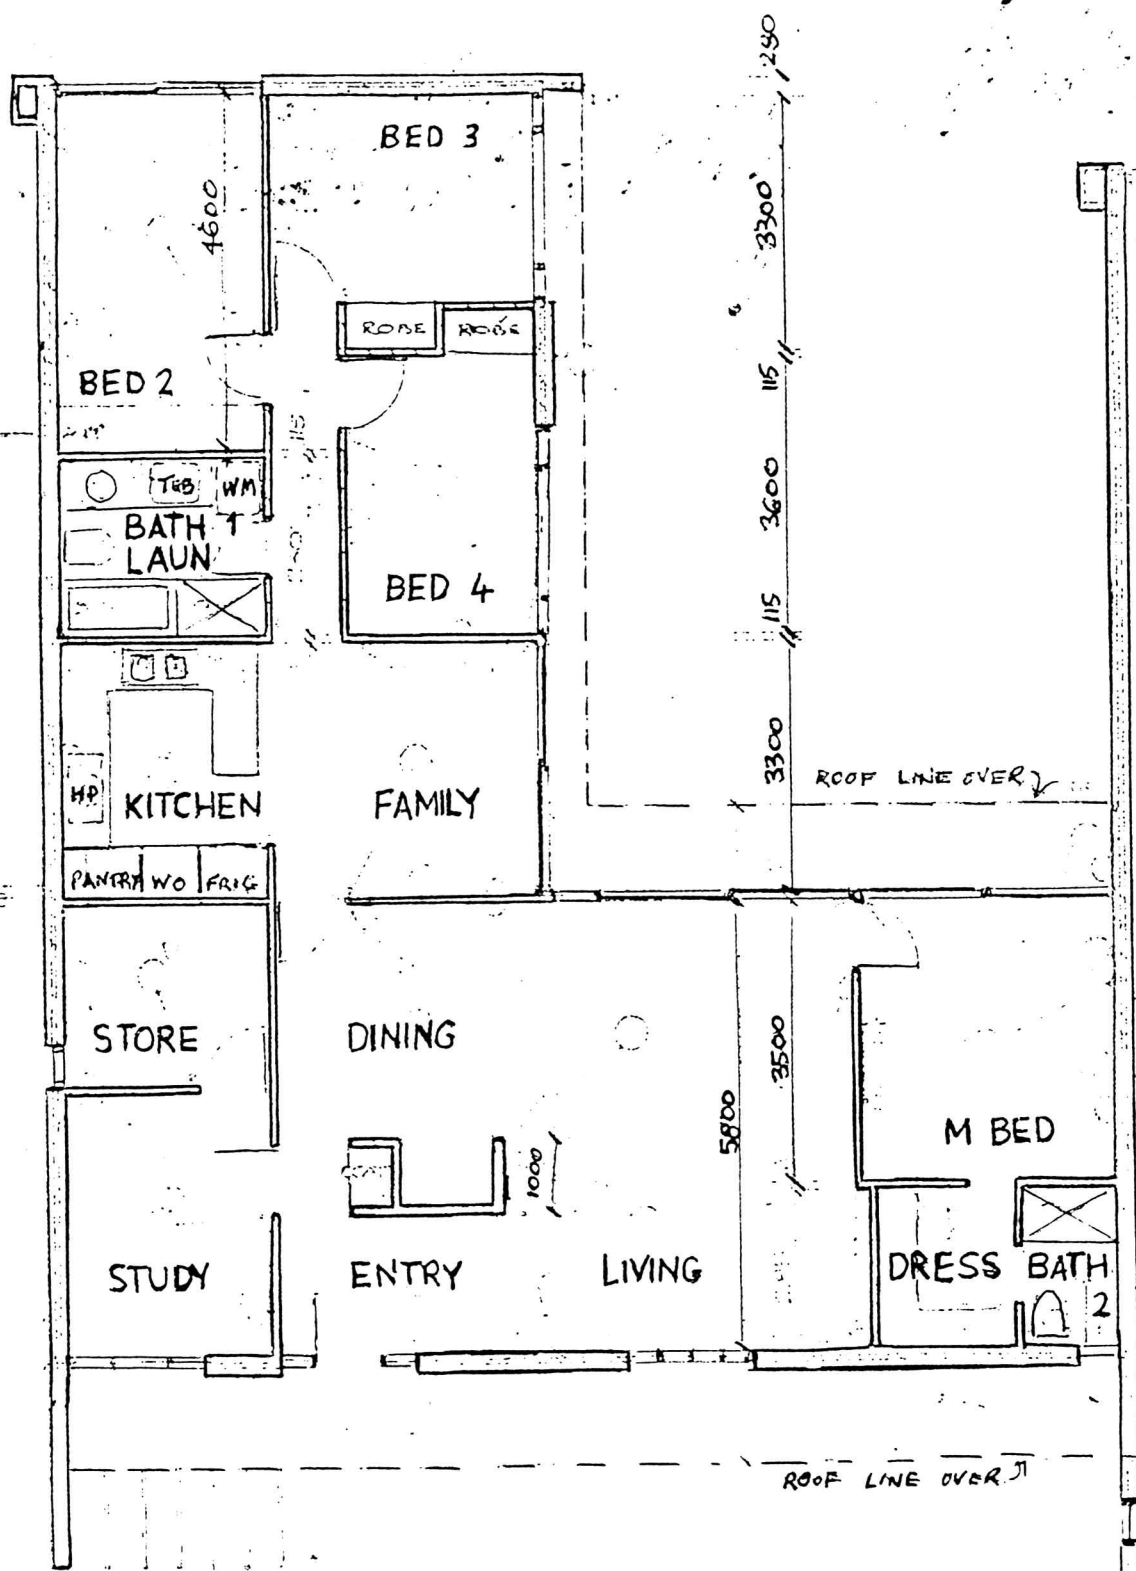 280
BED 3
4600
3300
ROBE
ROBE
115
BED 2
115
TUB
WM
BATH 1
LAUN
3600
BED 4
115
3300
ROOF LINE OVER
HP
KITCHEN
FAMILY
PANTRY
WO
FRIG
STORE
DINING
3500
5800
M BED
1000
STUDY
ENTRY
LIVING
DRESS
BATH
2
ROOF LINE OVER